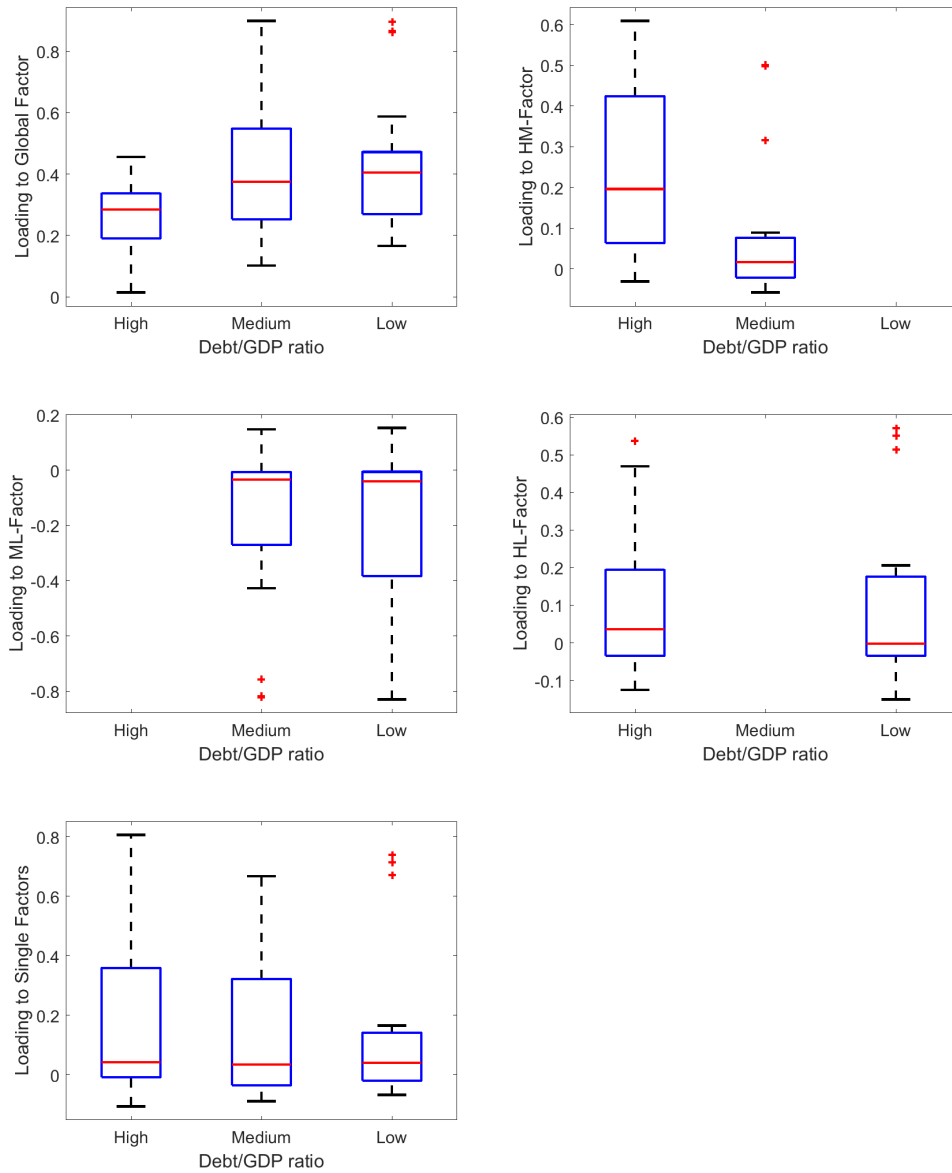 Loading to Global Factor
0.8
0.6
0.4
0.2
0
High Medium Low
Debt/GDP ratio
Loading to HM-Factor
0.6
0.5
0.4
0.3
0.2
0.1
0
High Medium Low
Debt/GDP ratio
Loading to ML-Factor
0.2
0
-0.2
-0.4
-0.6
-0.8
High Medium Low
Debt/GDP ratio
Loading to HL-Factor
0.6
0.5
0.4
0.3
0.2
0.1
0
-0.1
High Medium Low
Debt/GDP ratio
Loading to Single Factors
0.8
0.6
0.4
0.2
0
High Medium Low
Debt/GDP ratio